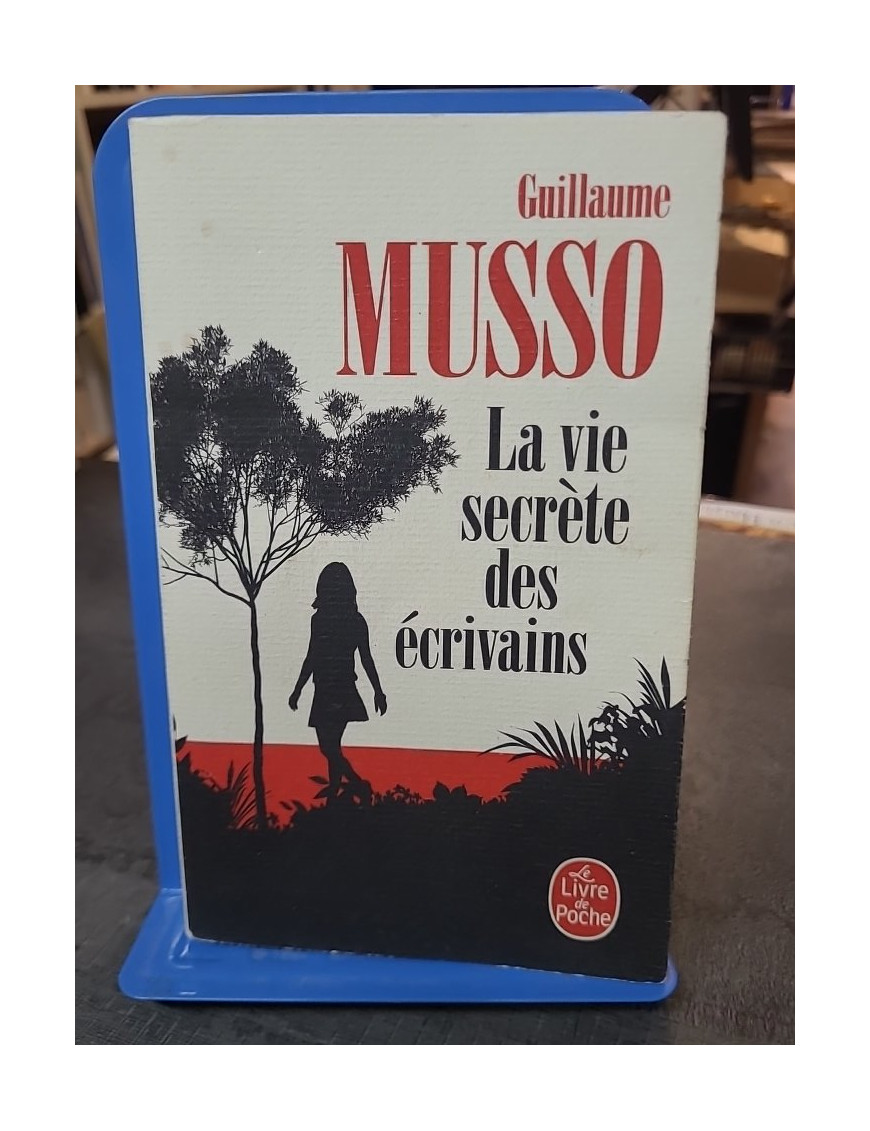 Guillaume
MUSSO
La vie
secrète
des
écrivains
Le
Livre
de
Poche